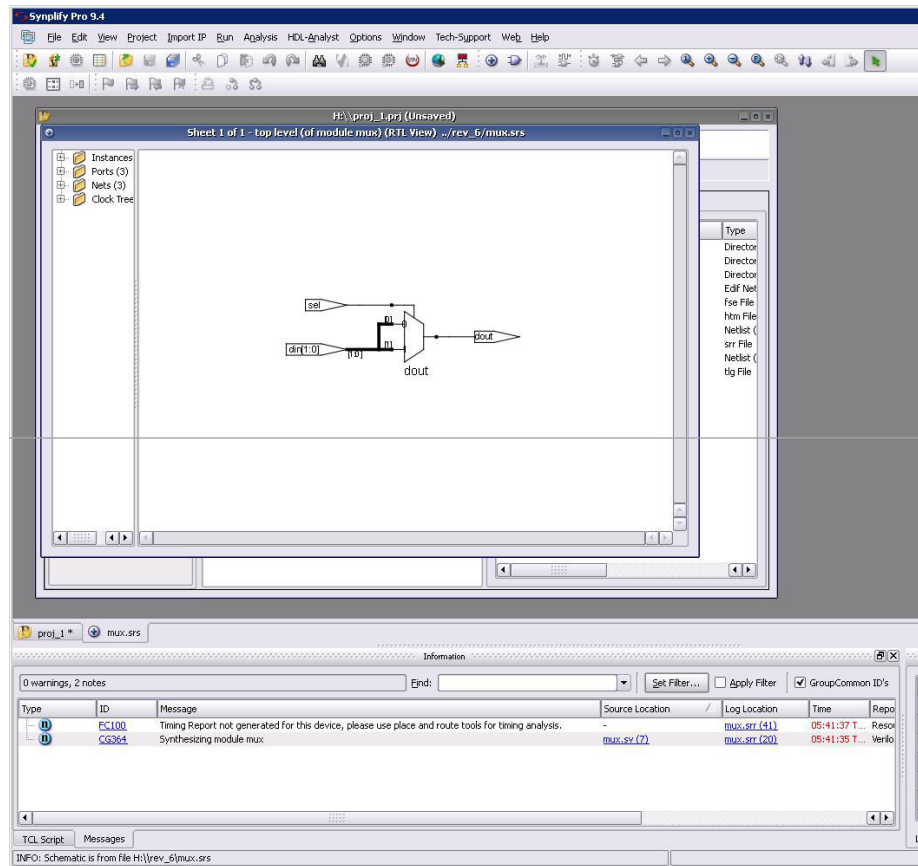 Synplify Pro 9.4
File Edit View Project Import IP Run Analysis HDL-Analyst Options Window Tech-Support Web Help
H:\\proj_1.prj (Unsaved)
Sheet 1 of 1 - top level (of module mux) (RTL View) ../rev_6/mux.srs
Instances
Ports (3)
Nets (3)
Clock Tree
Type
Director
Director
Director
Edif Net
fse File
htm File
Netlist (
srr File
Netlist (
tlg File
sel
[0]
0
dout
din[1:0]
[1:0]
[1]
1
dout
proj_1 *
mux.srs
Information
0 warnings, 2 notes
Find:
Set Filter...
Apply Filter
GroupCommon ID's
Type ID Message Source Location / Log Location Time Repo
n FC100 Timing Report not generated for this device, please use place and route tools for timing analysis. - mux.srr (41) 05:41:37 T... Resou
n CG364 Synthesizing module mux mux.sv (7) mux.srr (20) 05:41:35 T... Verilo
TCL Script Messages
INFO: Schematic is from file H:\\rev_6\mux.srs